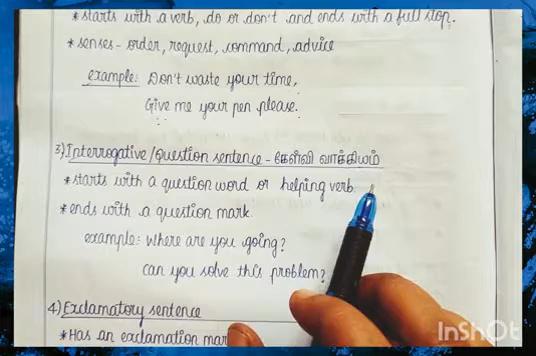 *starts with a verb, do or don't and ends with a full stop.
*senses - order, request, command, advice
example: Don't waste your time.
Give me your pen please.
3) Interrogative/Question sentence - கேள்வி வாக்கியம்
*starts with a question word or helping verb
*ends with a question mark.
example: Where are you going?
can you solve this problem?
4) Exclamatory sentence
*Has an exclamation mar
InShOt